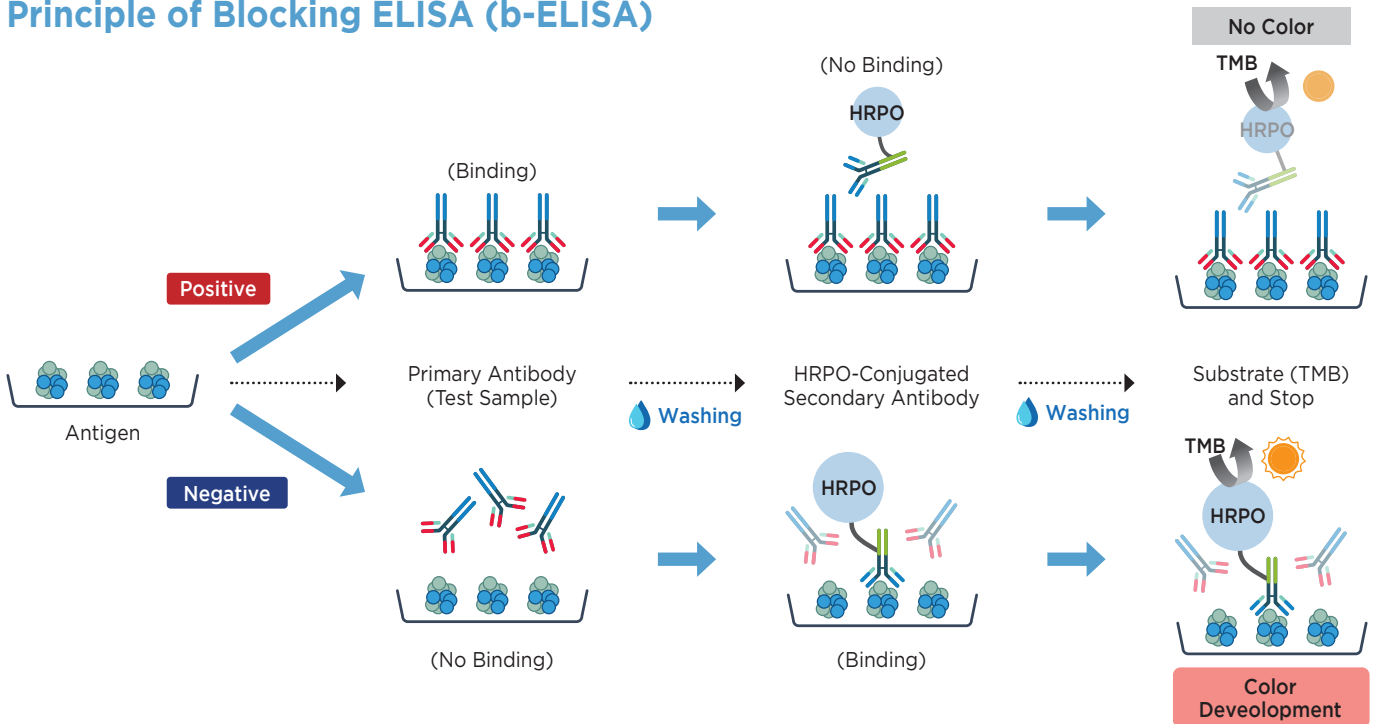 Principle of Blocking ELISA (b-ELISA)
No Color
TMB
HRPO
(No Binding)
HRPO
(Binding)
Positive
Antigen
Primary Antibody
(Test Sample)
Washing
HRPO-Conjugated
Secondary Antibody
Washing
Substrate (TMB)
and Stop
Negative
(No Binding)
HRPO
(Binding)
TMB
HRPO
Color
Deveolopment